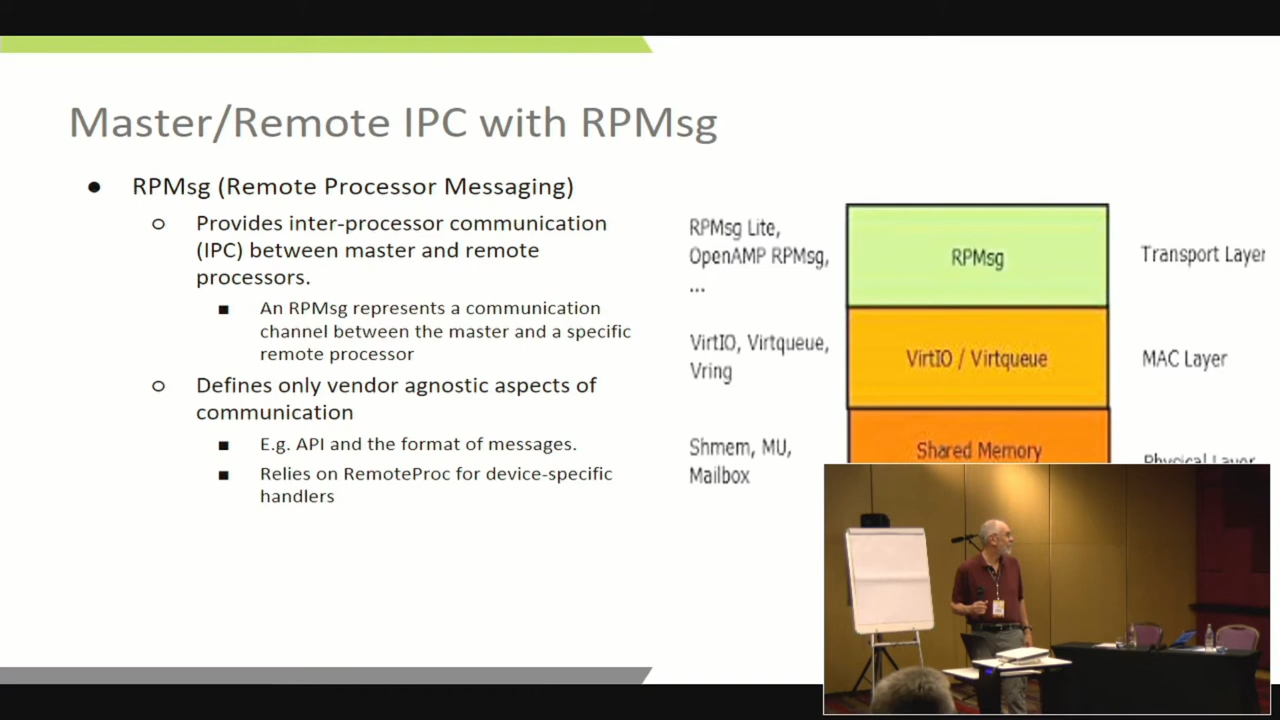 Master/Remote IPC with RPMsg
● RPMsg (Remote Processor Messaging)
○ Provides inter-processor communication
(IPC) between master and remote
processors.
■ An RPMsg represents a communication
channel between the master and a specific
remote processor
○ Defines only vendor agnostic aspects of
communication
■ E.g. API and the format of messages.
■ Relies on RemoteProc for device-specific
handlers
RPMsg Lite,
OpenAMP RPMsg,
...
RPMsg
Transport Layer
VirtIO, Virtqueue,
Vring
VirtIO / Virtqueue
MAC Layer
Shmem, MU,
Mailbox
Shared Memory
Physical Layer